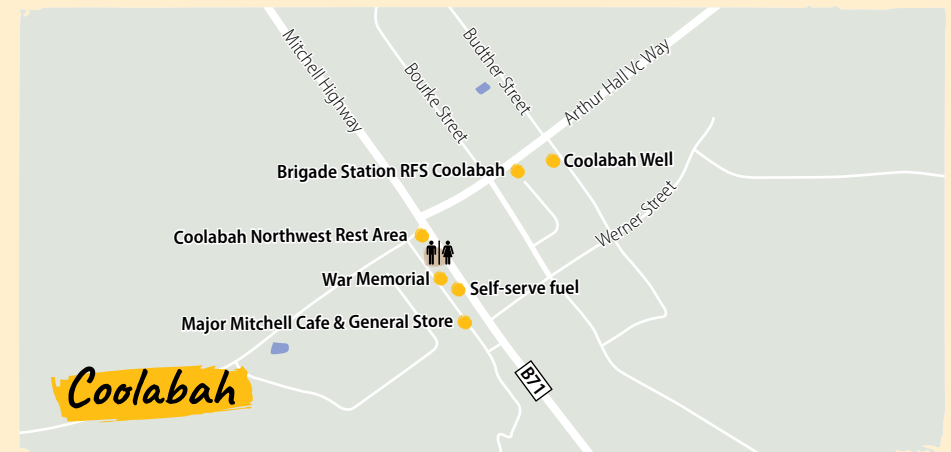 Mitchell Highway
Bourke Street
Budther Street
Arthur Hall Vc Way
Coolabah Well
Brigade Station RFS Coolabah
Werner Street
Coolabah Northwest Rest Area
War Memorial
Self-serve fuel
Major Mitchell Cafe & General Store
B71
Coolabah